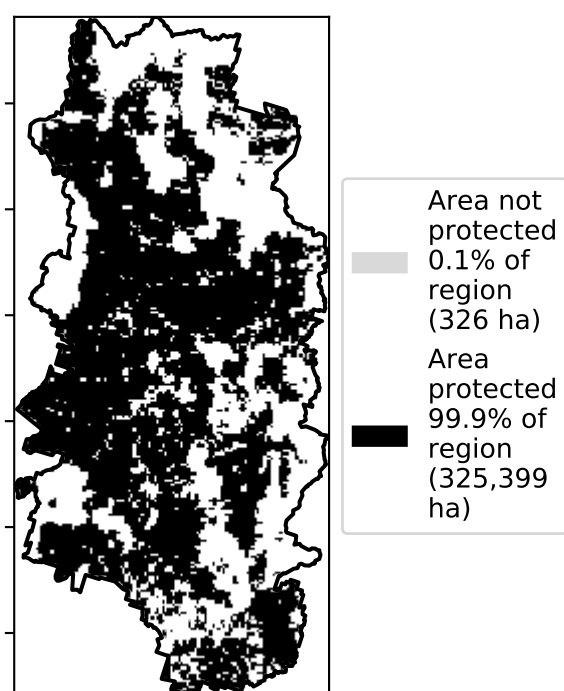 Area not
protected
0.1% of
region
(326 ha)
Area
protected
99.9% of
region
(325,399
ha)